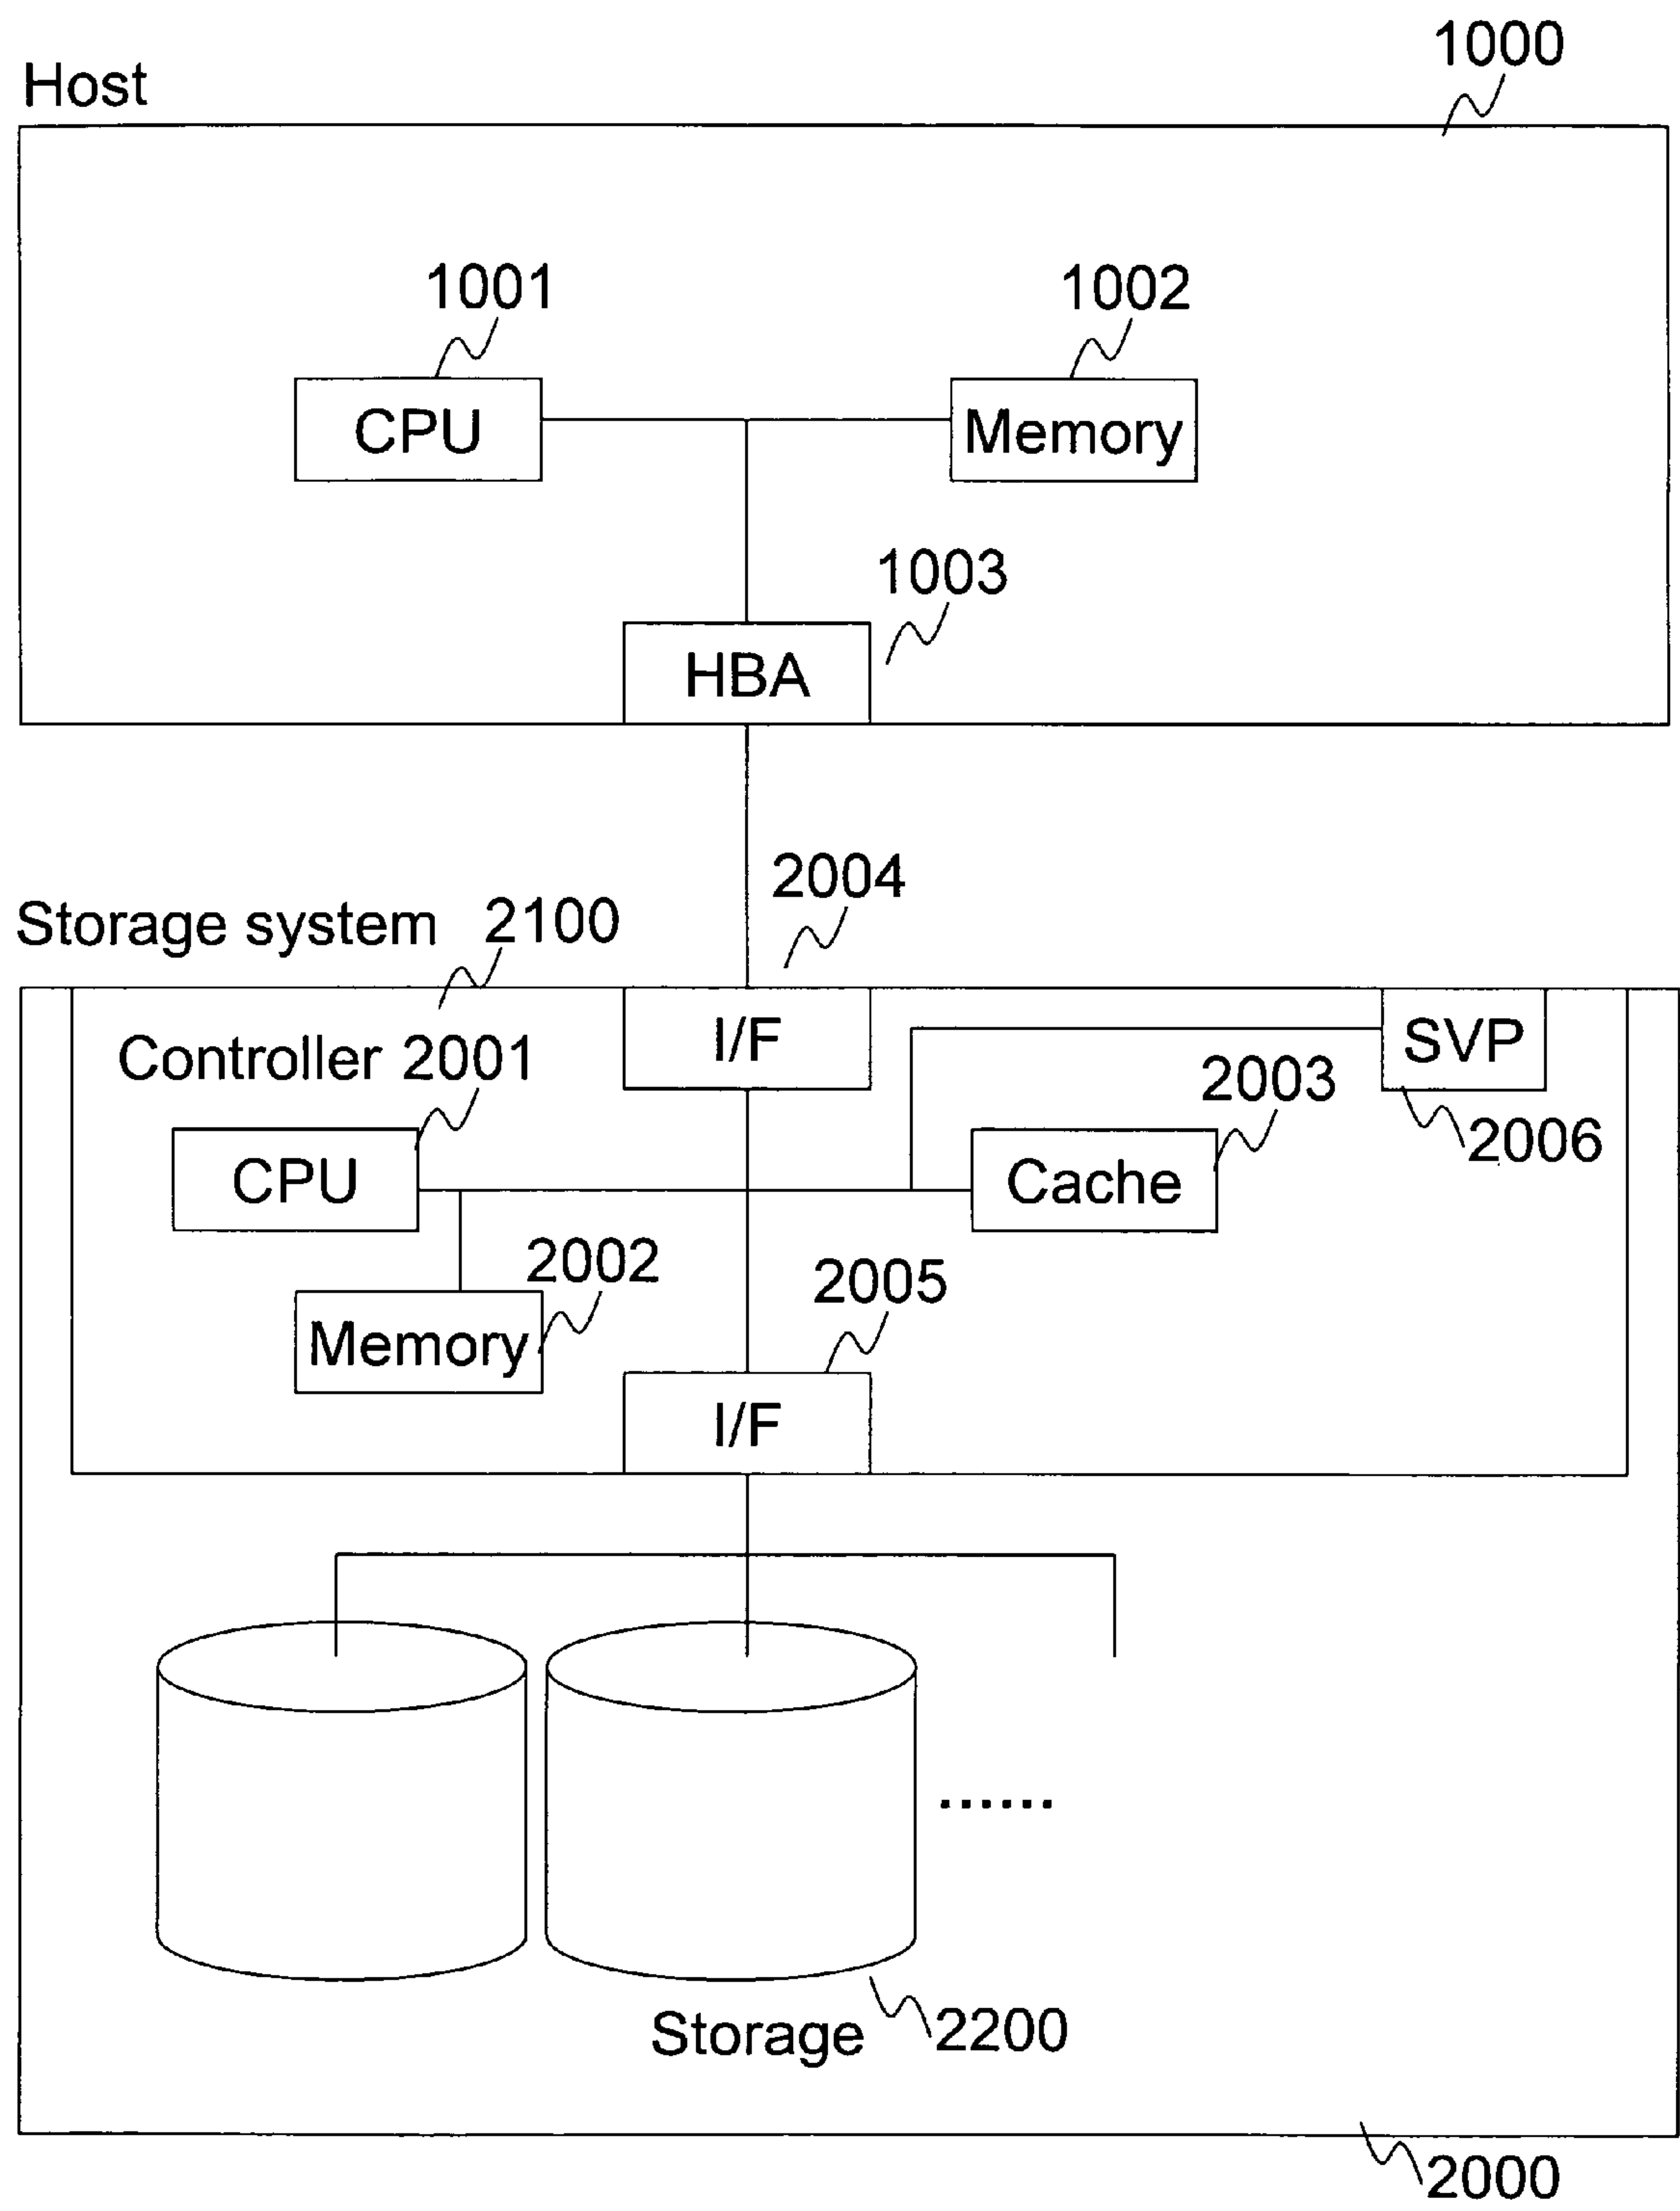 1000
Host
1001
1002
CPU
Memory
1003
HBA
2004
Storage system 2100
I/F
SVP
Controller 2001
2003
2006
CPU
Cache
2002
2005
Memory
I/F
......
Storage
2200
2000